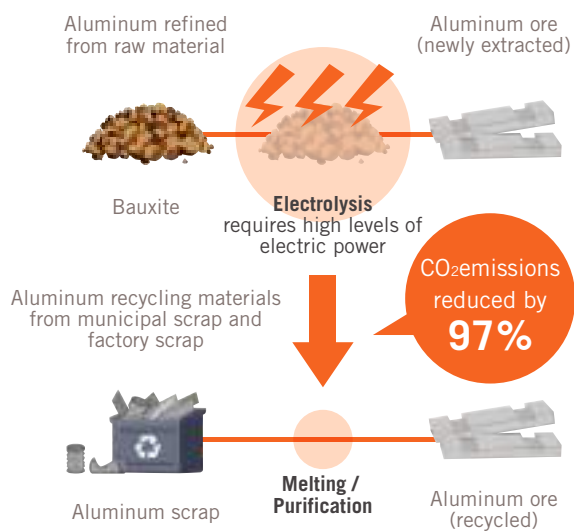 Aluminum refined
from raw material
Aluminum ore
(newly extracted)
Bauxite
Electrolysis
requires high levels of
electric power
CO₂emissions
reduced by
97%
Aluminum recycling materials
from municipal scrap and
factory scrap
Aluminum scrap
Melting /
Purification
Aluminum ore
(recycled)